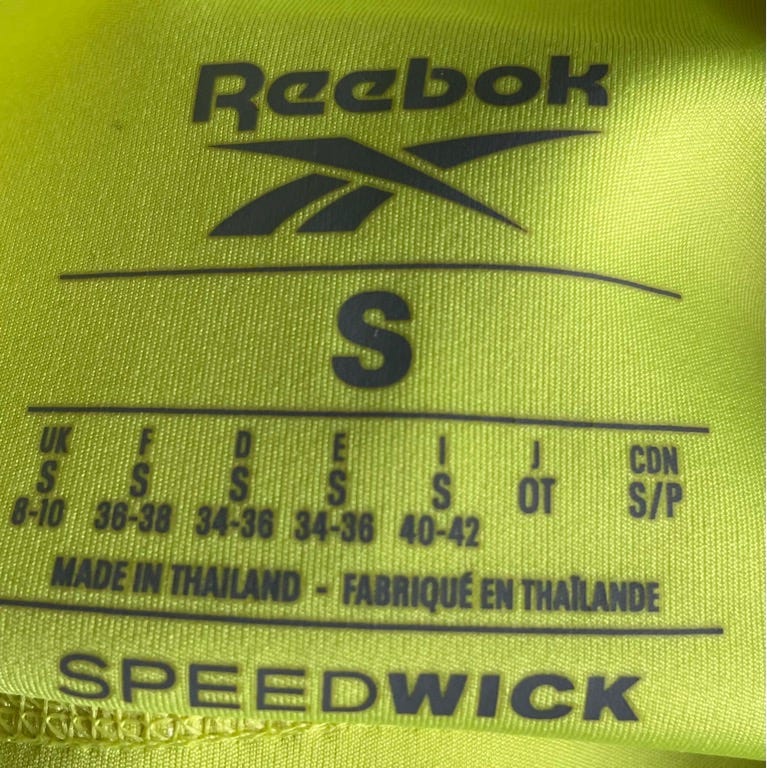 Reebok
S
UK F D E I J CDN
S S S S S OT S/P
8-10 36-38 34-36 34-36 40-42
MADE IN THAILAND - FABRIQUÉ EN THAÏLANDE
SPEEDWICK